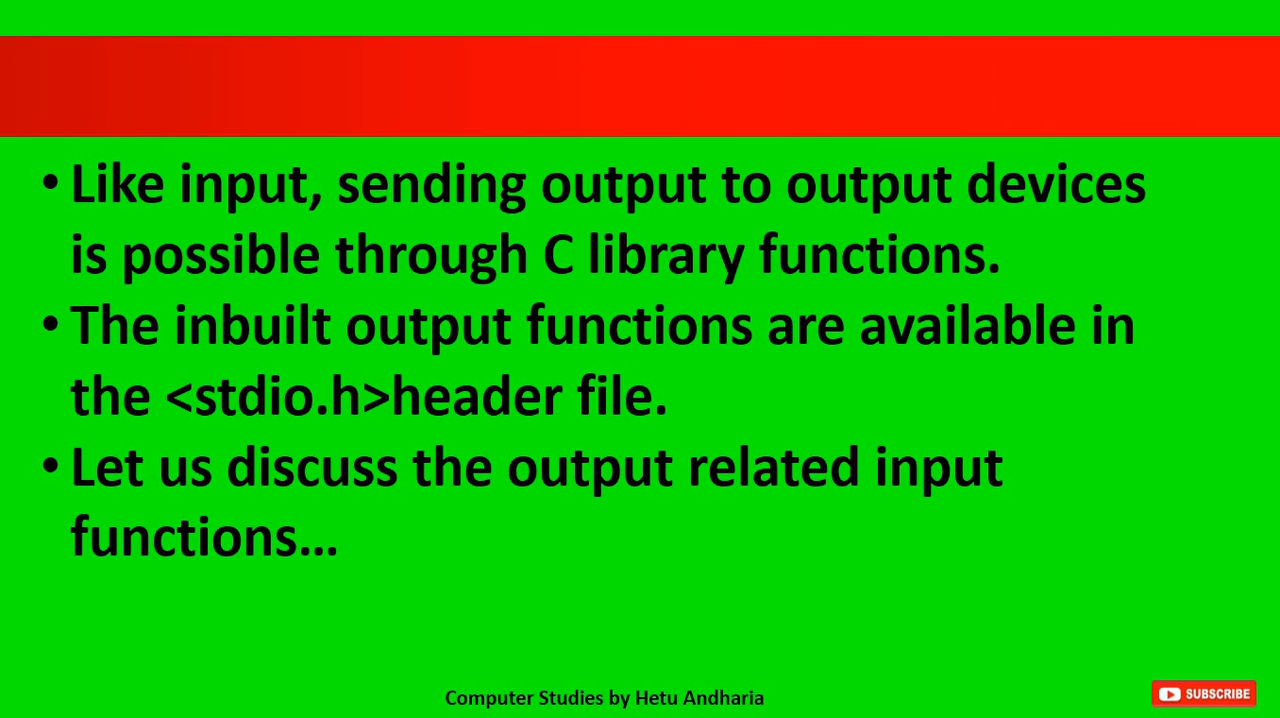 • Like input, sending output to output devices
is possible through C library functions.
• The inbuilt output functions are available in
the <stdio.h>header file.
• Let us discuss the output related input
functions...
Computer Studies by Hetu Andharia
SUBSCRIBE